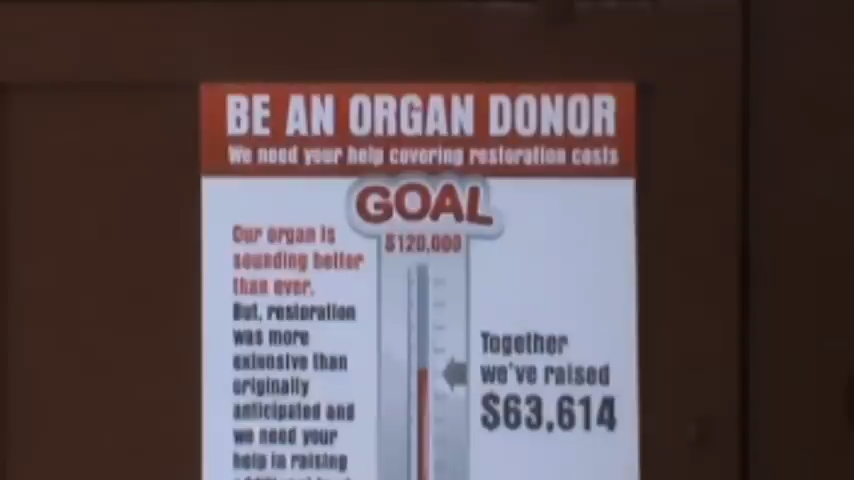 BE AN ORGAN DONOR
We need your help covering restoration costs
GOAL
$120,000
Our organ is
sounding better
than ever.
But, restoration
was more
extensive than
originally
anticipated and
we need your
help in raising
Together
we've raised
$63,614